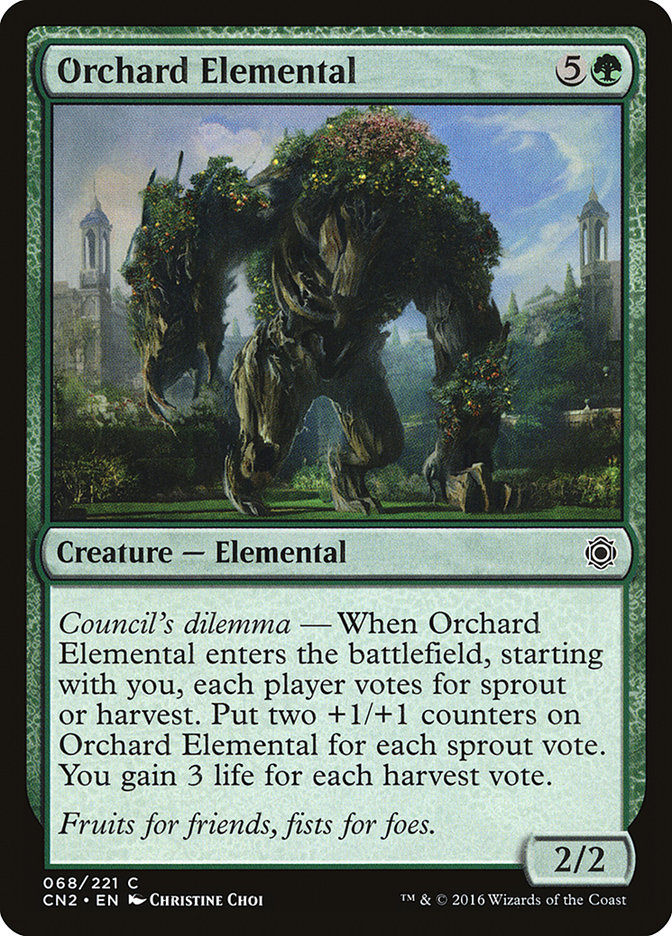 Orchard Elemental 5
Creature — Elemental
Council's dilemma — When Orchard
Elemental enters the battlefield, starting
with you, each player votes for sprout
or harvest. Put two +1/+1 counters on
Orchard Elemental for each sprout vote.
You gain 3 life for each harvest vote.
Fruits for friends, fists for foes.
2/2
068/221 C
CN2 • EN Christine Choi
™ & © 2016 Wizards of the Coast